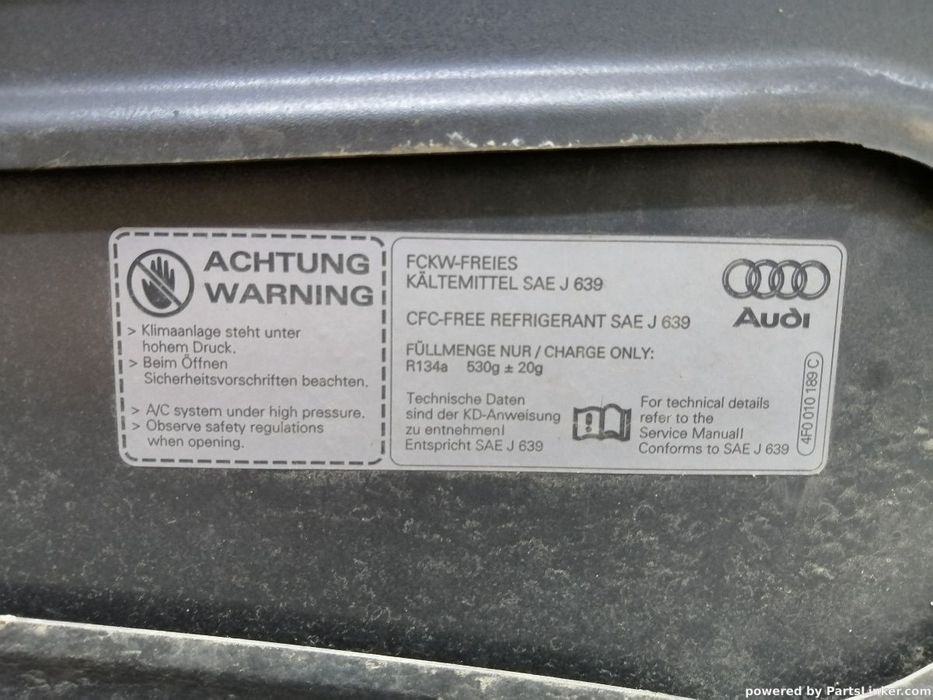 ACHTUNG
WARNING
> Klimaanlage steht unter
hohem Druck.
> Beim Öffnen
Sicherheitsvorschriften beachten.
> A/C system under high pressure.
> Observe safety regulations
when opening.
FCKW-FREIES
KÄLTEMITTEL SAE J 639
CFC-FREE REFRIGERANT SAE J 639
FÜLLMENGE NUR / CHARGE ONLY:
R134a 530g ± 20g
Technische Daten
sind der KD-Anweisung
zu entnehmen!
Entspricht SAE J 639
For technical details
refer to the
Service Manual!
Conforms to SAE J 639
Audi
4F0 010 189 C
powered by PartsLinker.com